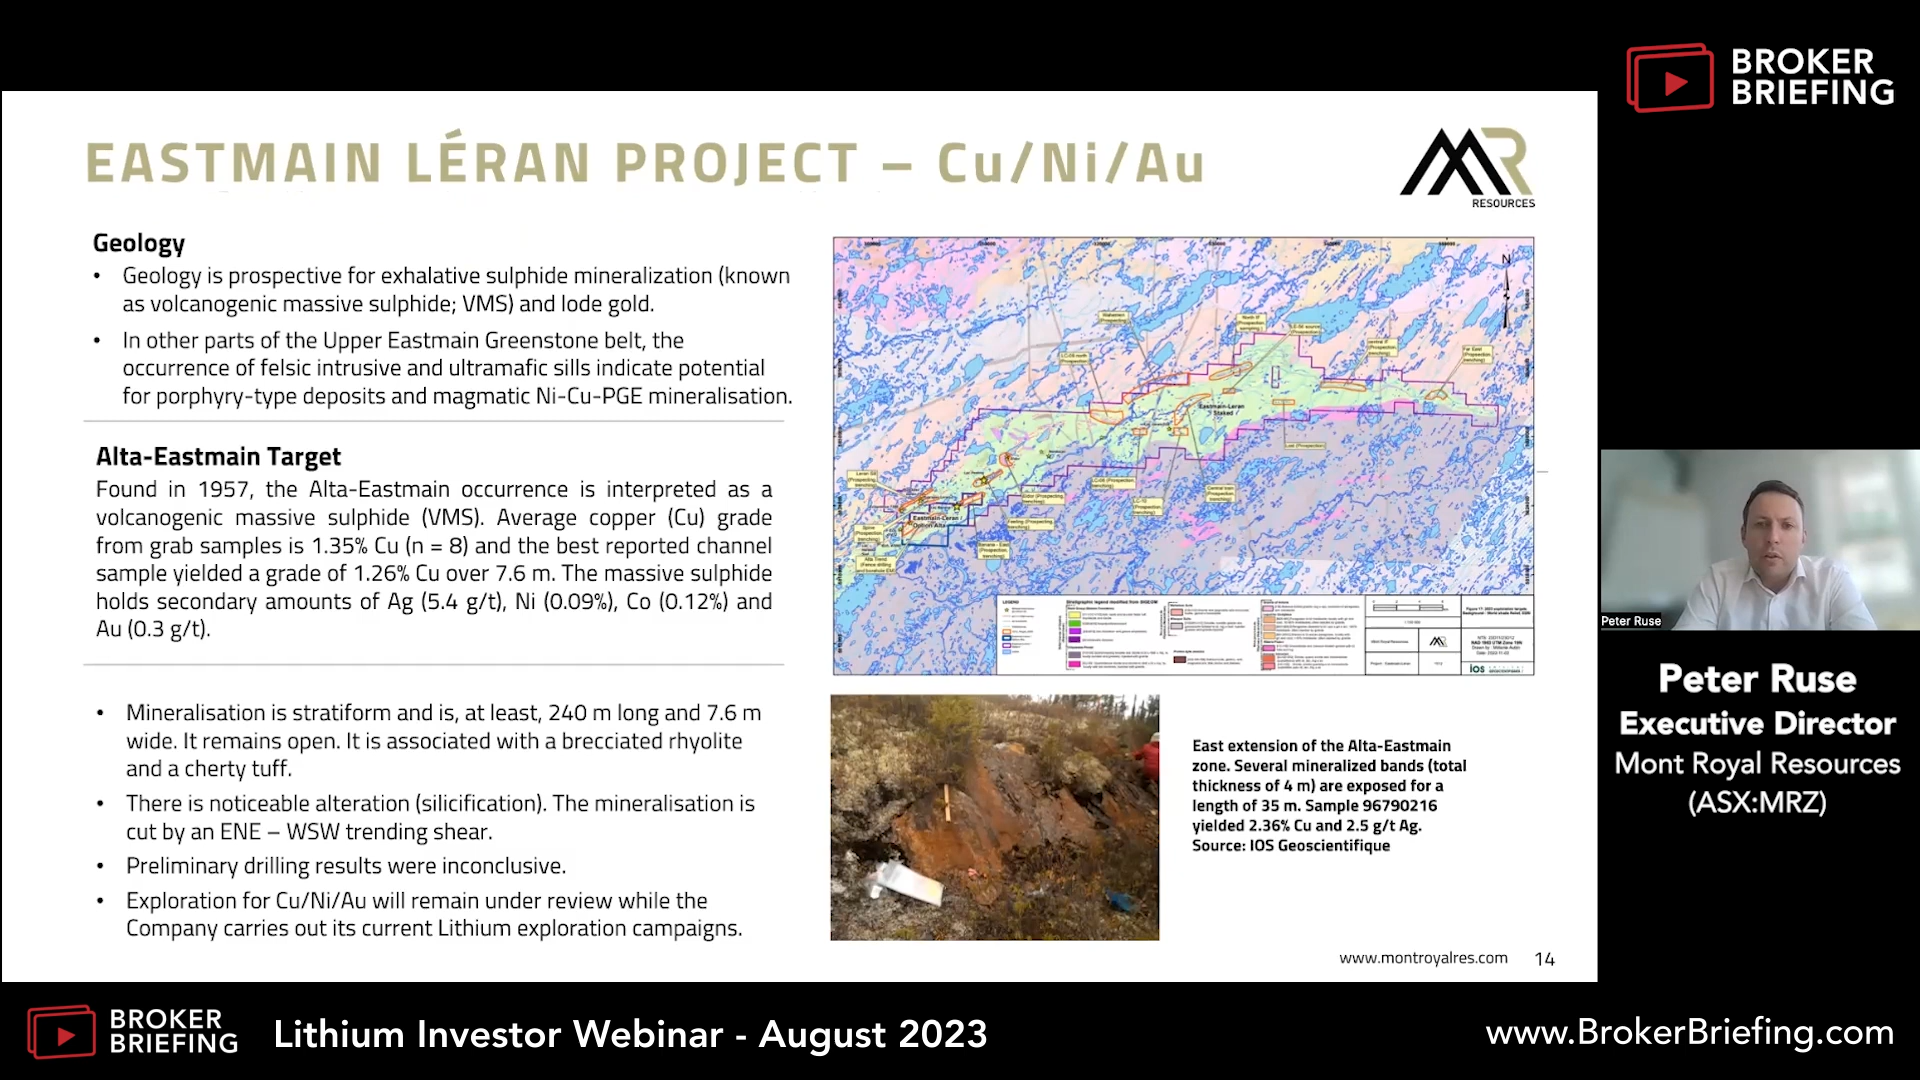 BROKER
BRIEFING
EASTMAIN LÉRAN PROJECT – Cu/Ni/Au
MR
RESOURCES
Geology
• Geology is prospective for exhalative sulphide mineralization (known
as volcanogenic massive sulphide; VMS) and lode gold.
• In other parts of the Upper Eastmain Greenstone belt, the
occurrence of felsic intrusive and ultramafic sills indicate potential
for porphyry-type deposits and magmatic Ni-Cu-PGE mineralisation.
Alta-Eastmain Target
Found in 1957, the Alta-Eastmain occurrence is interpreted as a
volcanogenic massive sulphide (VMS). Average copper (Cu) grade
from grab samples is 1.35% Cu (n = 8) and the best reported channel
sample yielded a grade of 1.26% Cu over 7.6 m. The massive sulphide
holds secondary amounts of Ag (5.4 g/t), Ni (0.09%), Co (0.12%) and
Au (0.3 g/t).
• Mineralisation is stratiform and is, at least, 240 m long and 7.6 m
wide. It remains open. It is associated with a brecciated rhyolite
and a cherty tuff.
• There is noticeable alteration (silicification). The mineralisation is
cut by an ENE – WSW trending shear.
• Preliminary drilling results were inconclusive.
• Exploration for Cu/Ni/Au will remain under review while the
Company carries out its current Lithium exploration campaigns.
N
Eastmain-Leran
Staked
Eastmain-Leran
LEGEND
ios
East extension of the Alta-Eastmain
zone. Several mineralized bands (total
thickness of 4 m) are exposed for a
length of 35 m. Sample 96790216
yielded 2.36% Cu and 2.5 g/t Ag.
Source: IOS Geoscientifique
www.montroyalres.com 14
Peter Ruse
Peter Ruse
Executive Director
Mont Royal Resources
(ASX:MRZ)
BROKER
BRIEFING
Lithium Investor Webinar - August 2023
www.BrokerBriefing.com